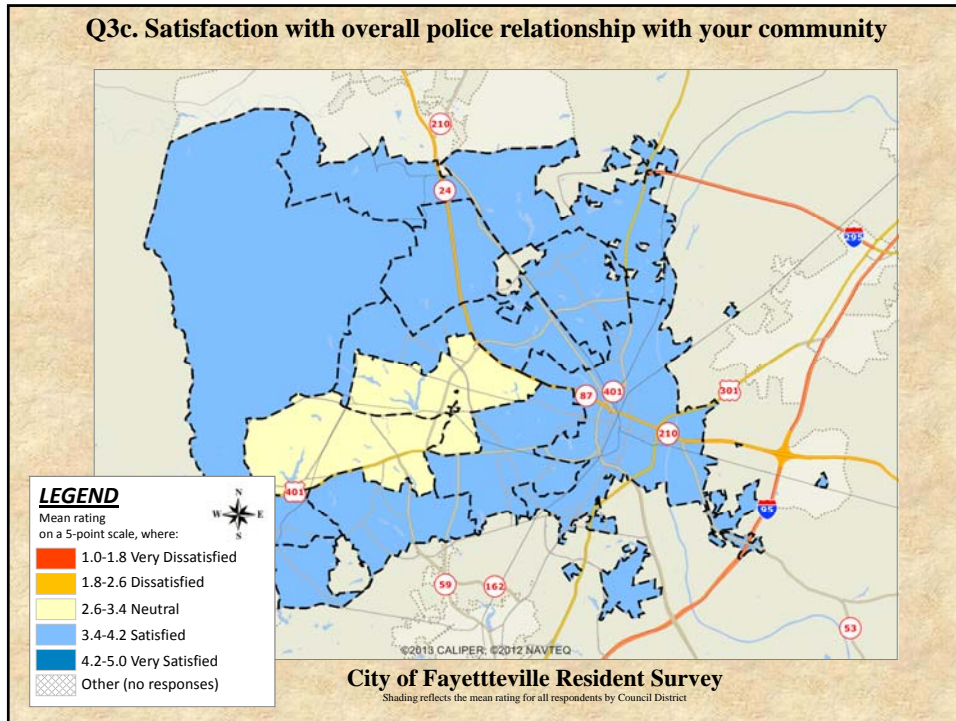 Q3c. Satisfaction with overall police relationship with your community
210
24
295
401
301
87
210
401
95
59
162
53
LEGEND
N
W E
S
Mean rating
on a 5-point scale, where:
1.0-1.8 Very Dissatisfied
1.8-2.6 Dissatisfied
2.6-3.4 Neutral
3.4-4.2 Satisfied
4.2-5.0 Very Satisfied
Other (no responses)
©2013 CALIPER; ©2012 NAVTEQ
City of Fayettteville Resident Survey
Shading reflects the mean rating for all respondents by Council District